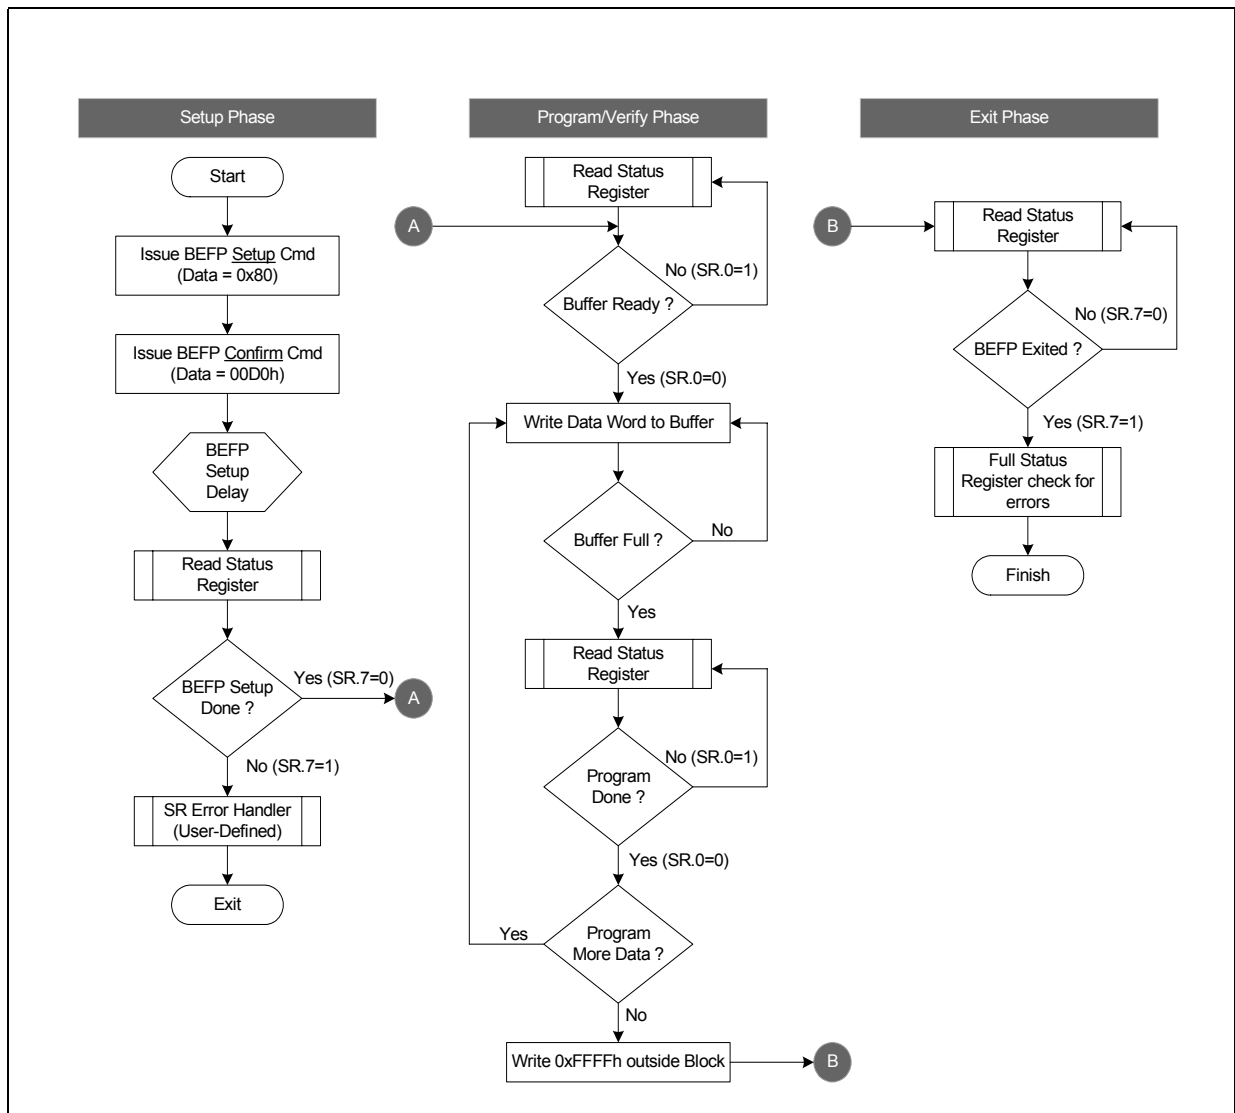 Setup Phase
Start
Issue BEFP Setup Cmd
(Data = 0x80)
Issue BEFP Confirm Cmd
(Data = 00D0h)
BEFP
Setup
Delay
Read Status
Register
BEFP Setup
Done ?
Yes (SR.7=0)
A
No (SR.7=1)
SR Error Handler
(User-Defined)
Exit
Program/Verify Phase
Read Status
Register
A
Buffer Ready ?
No (SR.0=1)
Yes (SR.0=0)
Write Data Word to Buffer
Buffer Full ?
No
Yes
Read Status
Register
Program
Done ?
No (SR.0=1)
Yes (SR.0=0)
Program
More Data ?
Yes
No
Write 0xFFFFh outside Block
B
Exit Phase
B
Read Status
Register
BEFP Exited ?
No (SR.7=0)
Yes (SR.7=1)
Full Status
Register check for
errors
Finish